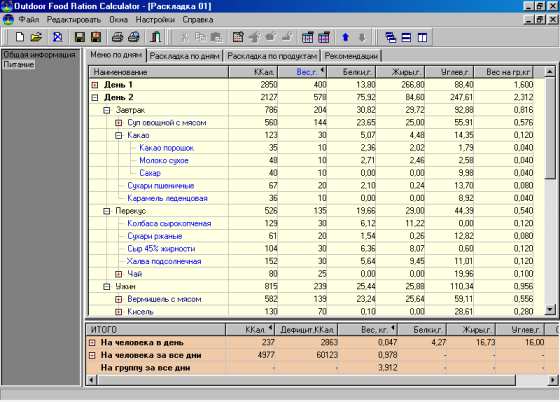 Outdoor Food Ration Calculator - [Раскладка 01]
Файл Редактировать Окна Настройки Справка
Общая информация
Питание
Меню по дням Раскладка по дням Раскладка по продуктам Рекомендации
Наименование ККал. Вес,г. Белки,г. Жиры,г. Углев,г. Вес на гр,кг
День 1 2850 400 13,80 266,80 88,40 1,600
День 2 2127 578 75,92 84,60 247,61 2,312
Завтрак 786 204 30,82 29,72 92,88 0,816
Суп овощной с мясом 560 144 23,65 25,00 55,91 0,576
Какао 123 30 5,07 4,48 14,35 0,120
Какао порошок 35 10 2,36 2,02 1,79 0,040
Молоко сухое 48 10 2,71 2,46 2,58 0,040
Сахар 40 10 0,00 0,00 9,98 0,040
Сухари пшеничные 67 20 2,10 0,24 13,70 0,080
Карамель леденцовая 36 10 0,00 0,00 8,92 0,040
Перекус 526 135 19,66 29,00 44,39 0,540
Колбаса сырокопченая 129 30 6,12 11,22 0,00 0,120
Сухари ржаные 61 20 1,54 0,26 12,82 0,080
Сыр 45% жирности 104 30 6,36 8,07 0,60 0,120
Халва подсолнечная 152 30 5,64 9,45 11,01 0,120
Чай 80 25 0,00 0,00 19,96 0,100
Ужин 815 239 25,44 25,88 110,34 0,956
Вермишель с мясом 582 139 23,24 25,64 59,11 0,556
Кисель 130 70 0,10 0,00 28,61 0,280
ИТОГО ККал. Дефицит,ККал. Вес, кг. Белки,г. Жиры,г. Углев,г.
На человека в день 237 2863 0,047 4,27 16,73 16,00
На человека за все дни 4977 60123 0,978 - - -
На группу за все дни - - 3,912 - - -